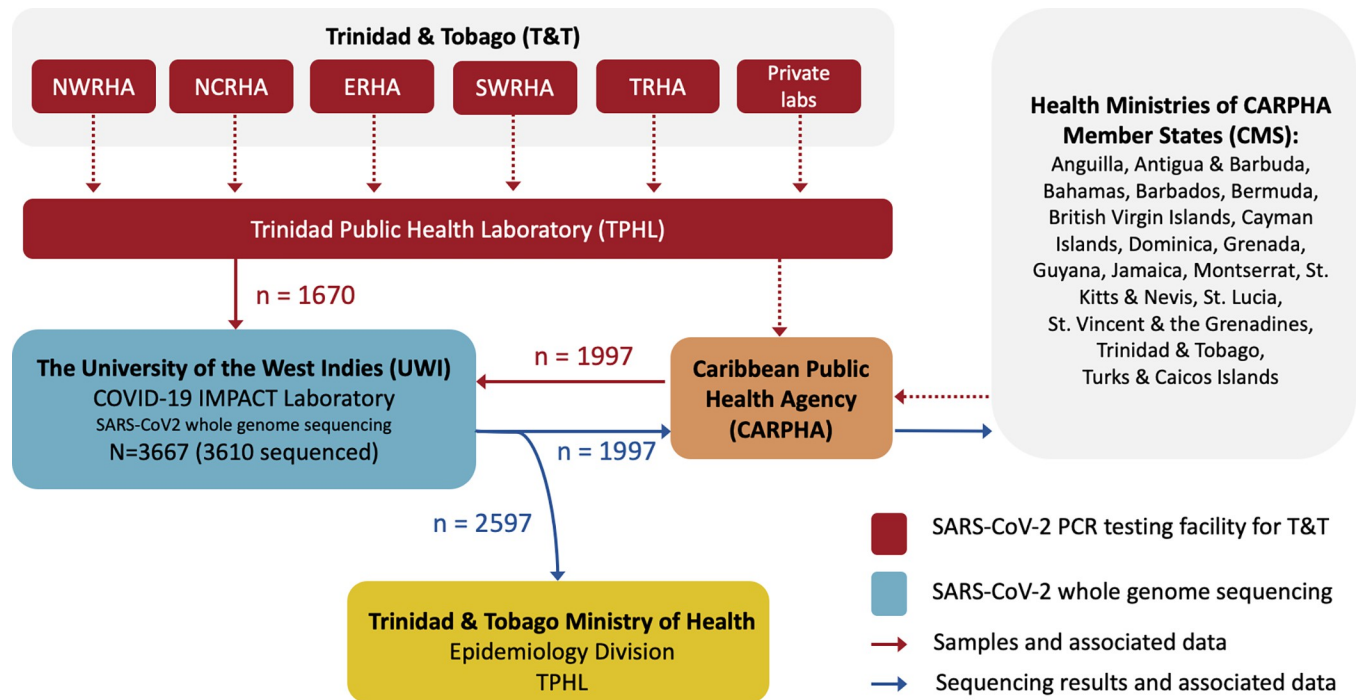 Trinidad & Tobago (T&T)
NWRHA
NCRHA
ERHA
SWRHA
TRHA
Private
labs
Trinidad Public Health Laboratory (TPHL)
n = 1670
The University of the West Indies (UWI)
COVID-19 IMPACT Laboratory
SARS-CoV2 whole genome sequencing
N=3667 (3610 sequenced)
n = 1997
n = 1997
Caribbean Public
Health Agency
(CARPHA)
Health Ministries of CARPHA
Member States (CMS):
Anguilla, Antigua & Barbuda,
Bahamas, Barbados, Bermuda,
British Virgin Islands, Cayman
Islands, Dominica, Grenada,
Guyana, Jamaica, Montserrat, St.
Kitts & Nevis, St. Lucia,
St. Vincent & the Grenadines,
Trinidad & Tobago,
Turks & Caicos Islands
n = 2597
Trinidad & Tobago Ministry of Health
Epidemiology Division
TPHL
SARS-CoV-2 PCR testing facility for T&T
SARS-CoV-2 whole genome sequencing
Samples and associated data
Sequencing results and associated data